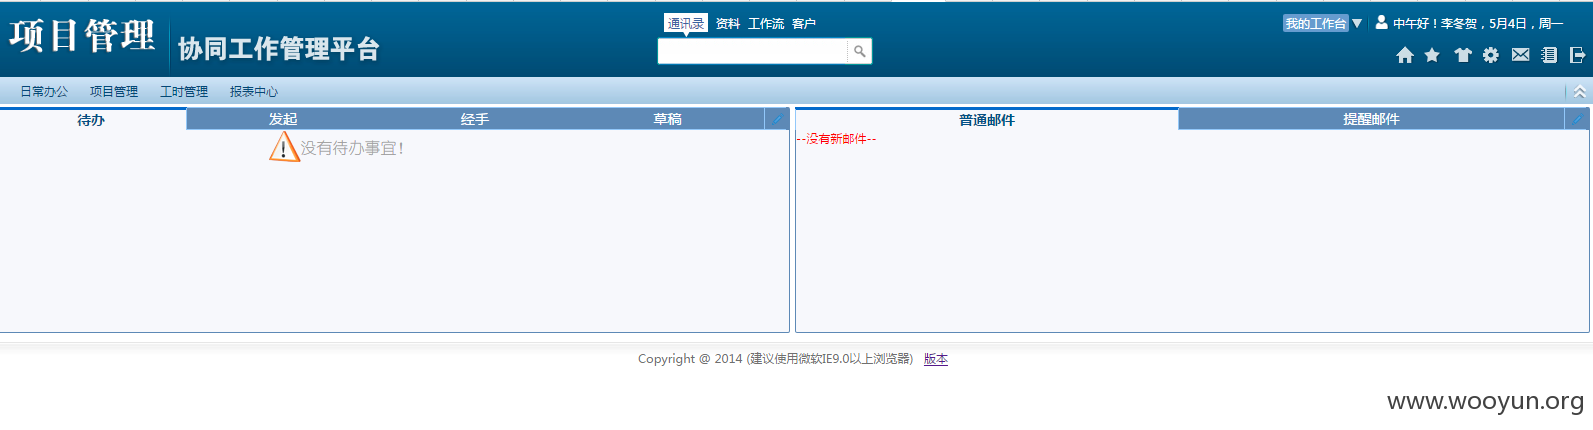 项目管理 协同工作管理平台
通讯录 资料 工作流 客户
我的工作台 中午好！李冬贺，5月4日，周一
日常办公 项目管理 工时管理 报表中心
待办 发起 经手 草稿
没有待办事宜！
普通邮件 提醒邮件
--没有新邮件--
Copyright @ 2014 (建议使用微软IE9.0以上浏览器) 版本
www.wooyun.org